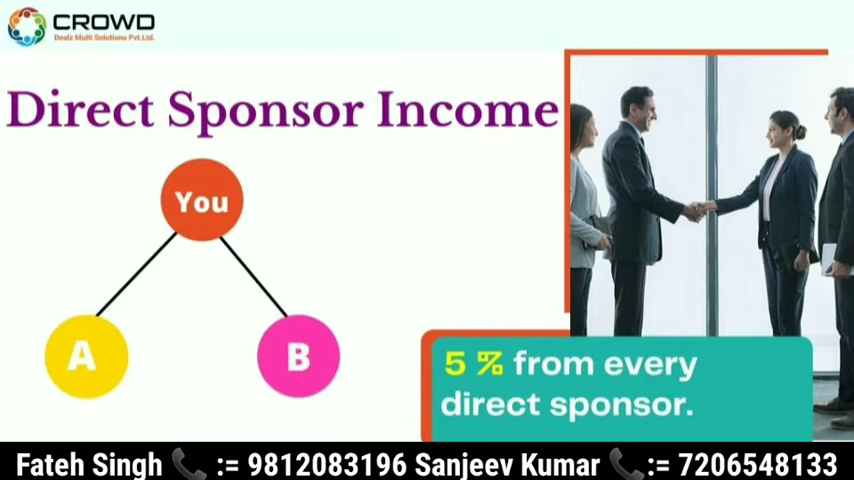 CROWD
Dealz Multi Solutions Pvt.Ltd.
Direct Sponsor Income
You
A
B
5 % from every
direct sponsor.
Fateh Singh 📞 := 9812083196 Sanjeev Kumar 📞:= 7206548133